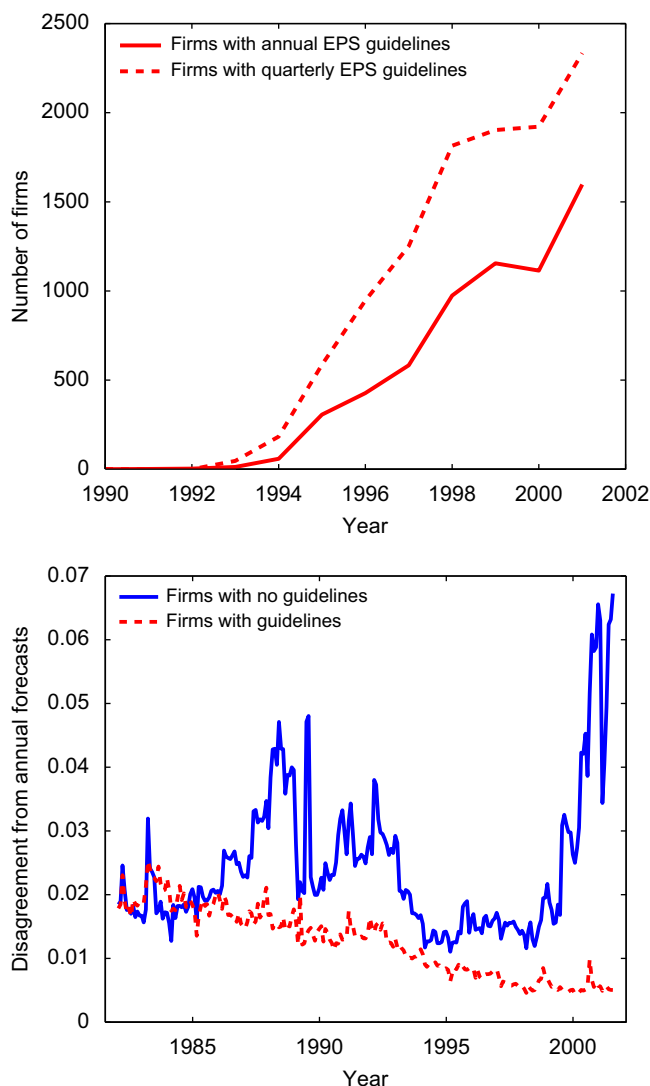 2500
Firms with annual EPS guidelines
Firms with quarterly EPS guidelines
2000
1500
1000
500
0
Number of firms
1990 1992 1994 1996 1998 2000 2002
Year
0.07
Firms with no guidelines
Firms with guidelines
0.06
0.05
0.04
0.03
0.02
0.01
0
Disagreement from annual forecasts
1985 1990 1995 2000
Year